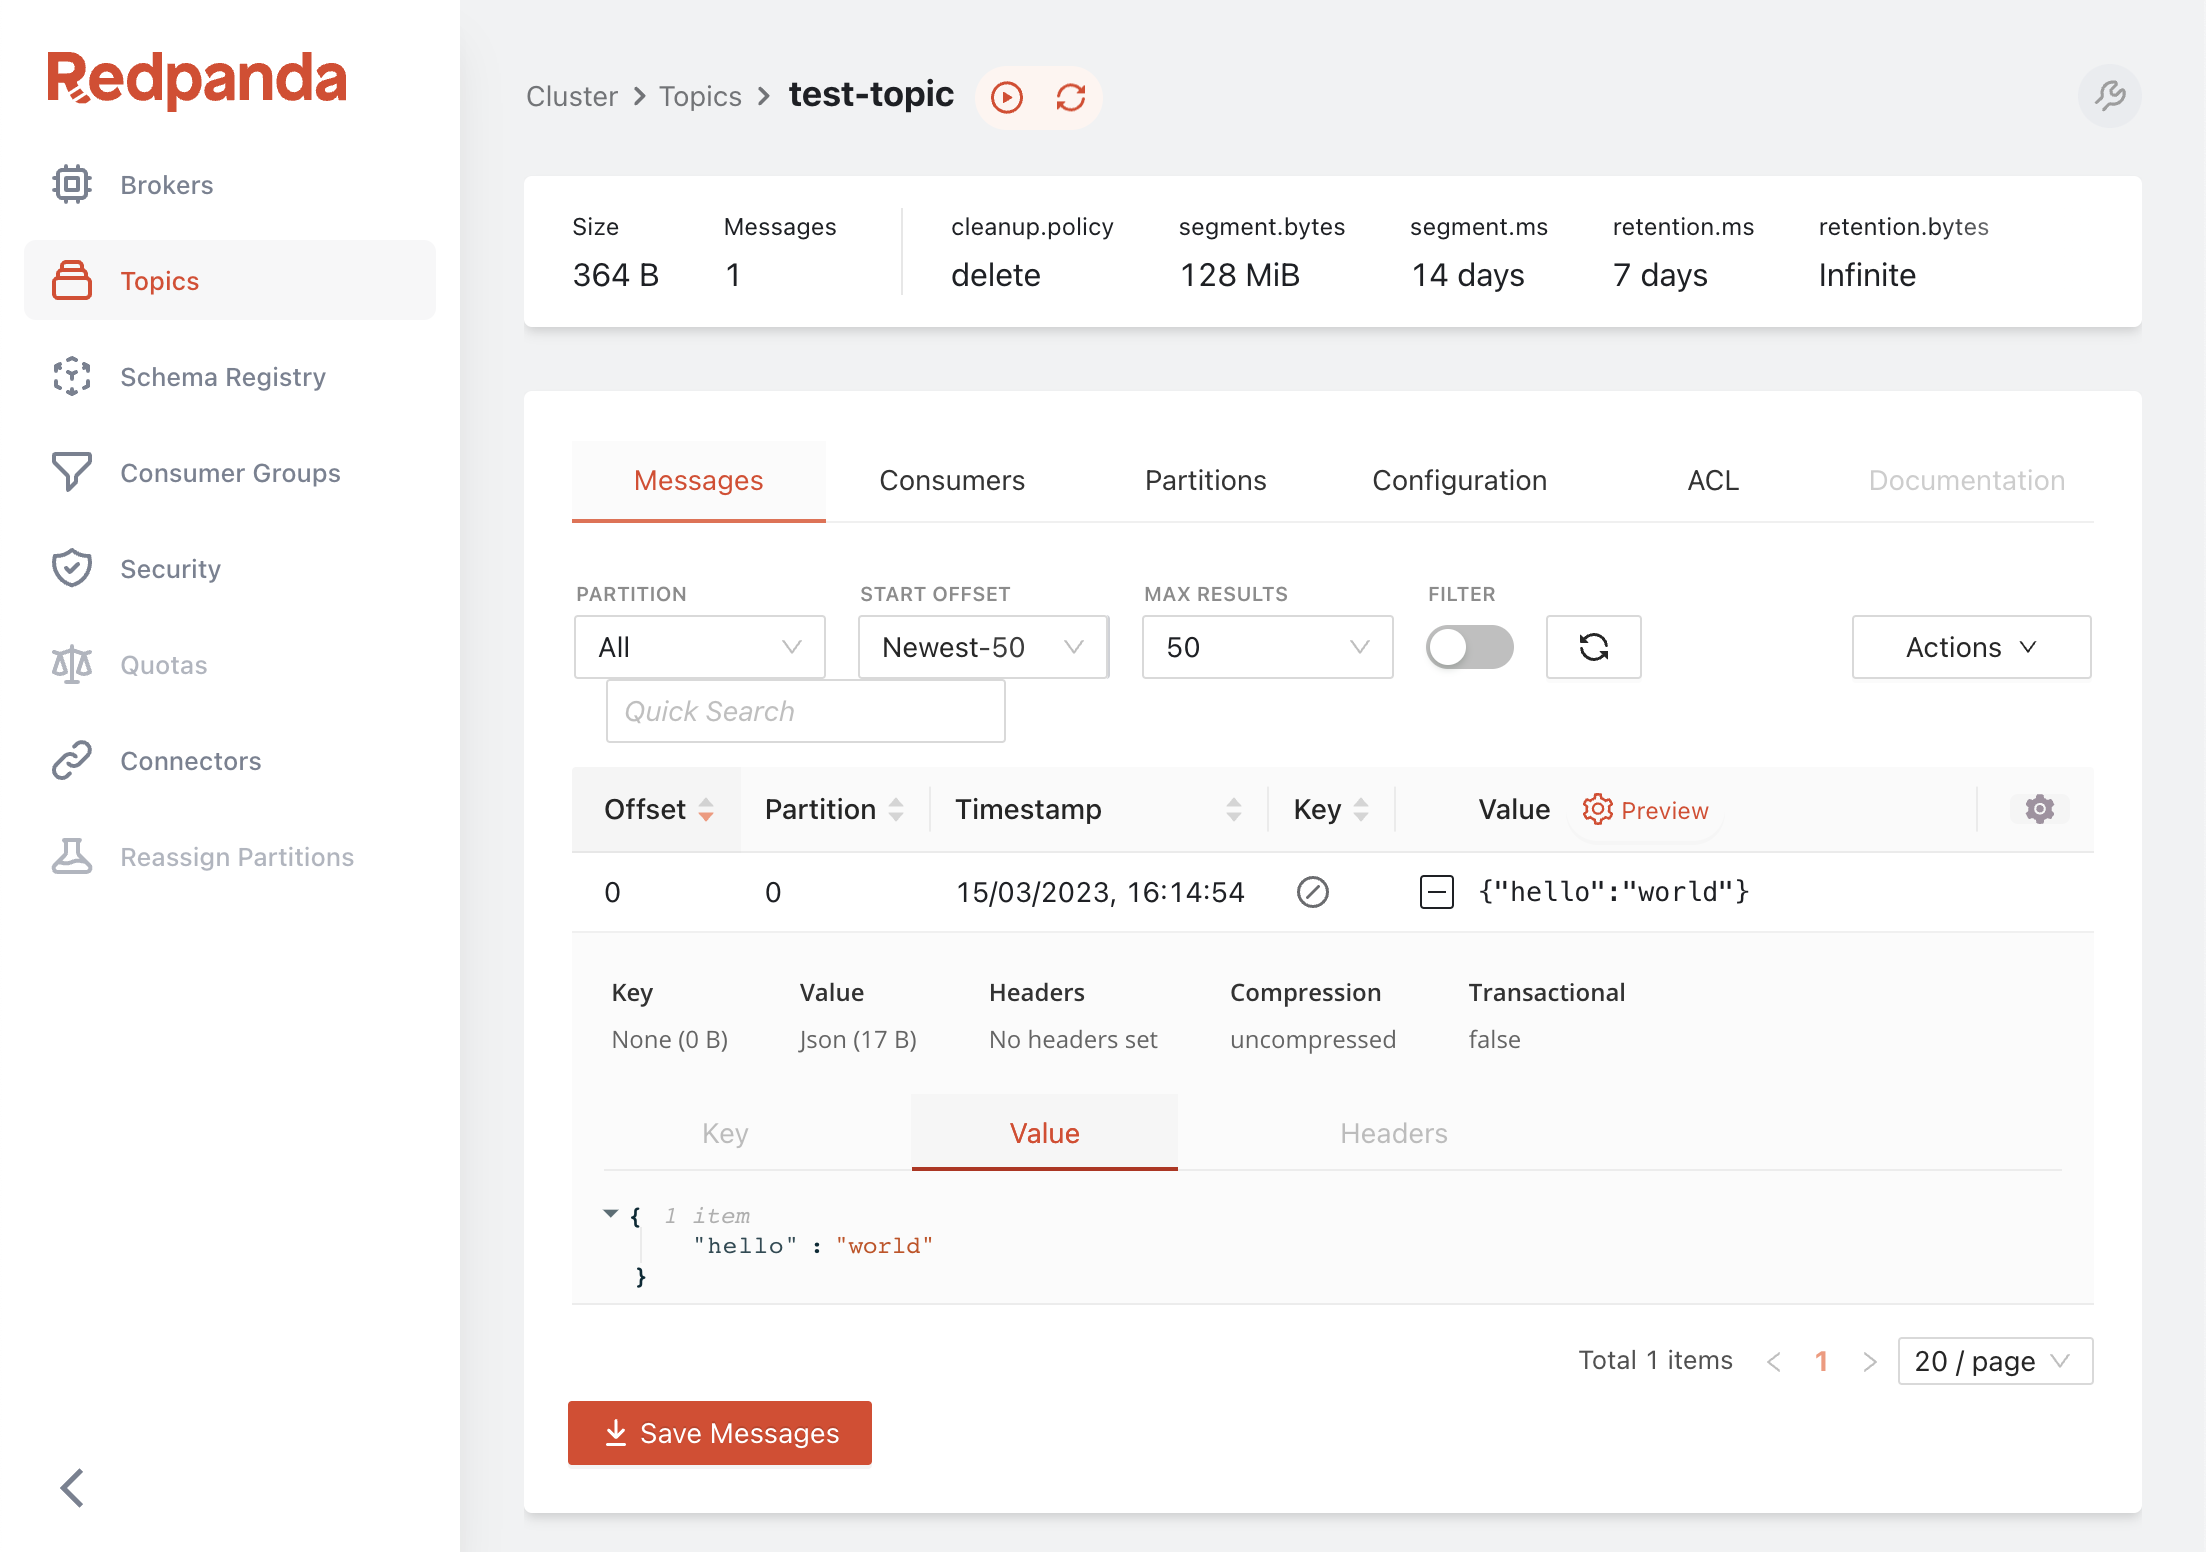 Redpanda
Brokers
Topics
Schema Registry
Consumer Groups
Security
Quotas
Connectors
Reassign Partitions
Cluster > Topics > test-topic
Size Messages cleanup.policy segment.bytes segment.ms retention.ms retention.bytes
364 B 1 delete 128 MiB 14 days 7 days Infinite
Messages Consumers Partitions Configuration ACL Documentation
PARTITION START OFFSET MAX RESULTS FILTER
All Newest-50 50 Actions
Quick Search
Offset Partition Timestamp Key Value Preview
0 0 15/03/2023, 16:14:54 {"hello":"world"}
Key Value Headers Compression Transactional
None (0 B) Json (17 B) No headers set uncompressed false
Key Value Headers
{ 1 item
"hello" : "world"
}
Total 1 items < 1 > 20 / page
Save Messages